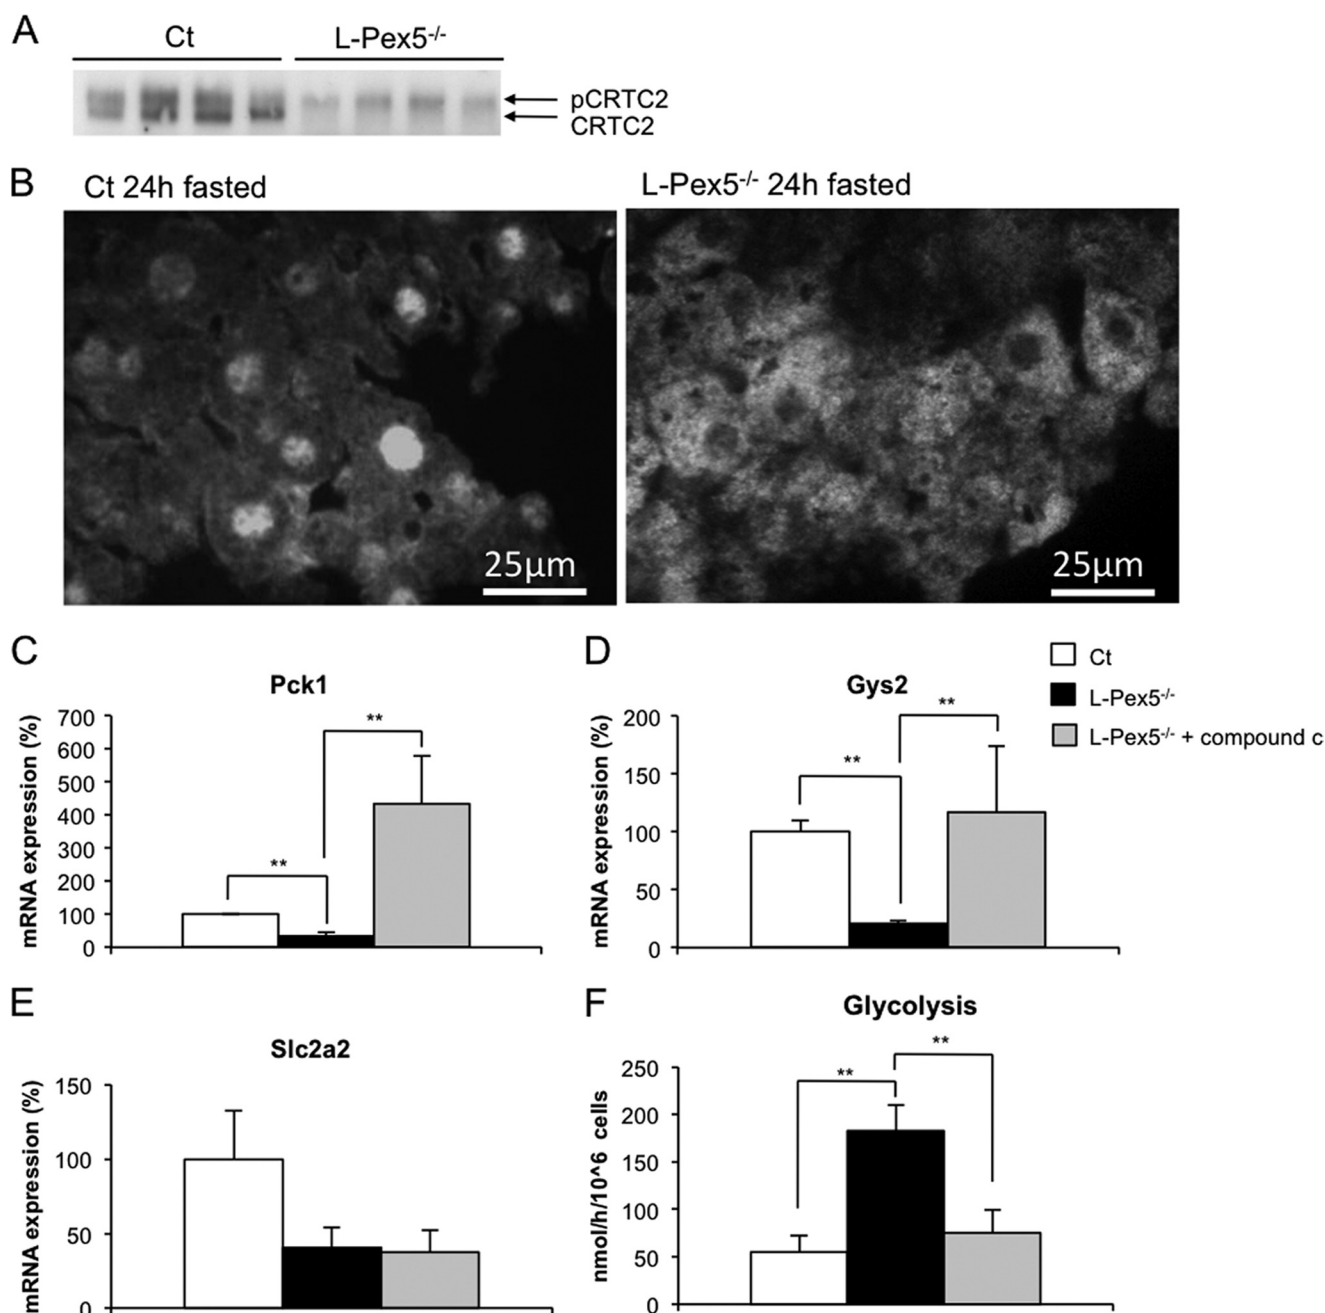 A
Ct
L-Pex5-/-
pCRTC2
CRTC2
B
Ct 24h fasted
L-Pex5-/- 24h fasted
25µm
25µm
C
Pck1
mRNA expression (%)
700
600
500
400
300
200
100
0
**
**
D
Gys2
mRNA expression (%)
200
150
100
50
0
**
**
Ct
L-Pex5-/-
L-Pex5-/- + compound c
E
Slc2a2
mRNA expression (%)
150
100
50
0
F
Glycolysis
nmol/h/10^6 cells
250
200
150
100
50
0
**
**